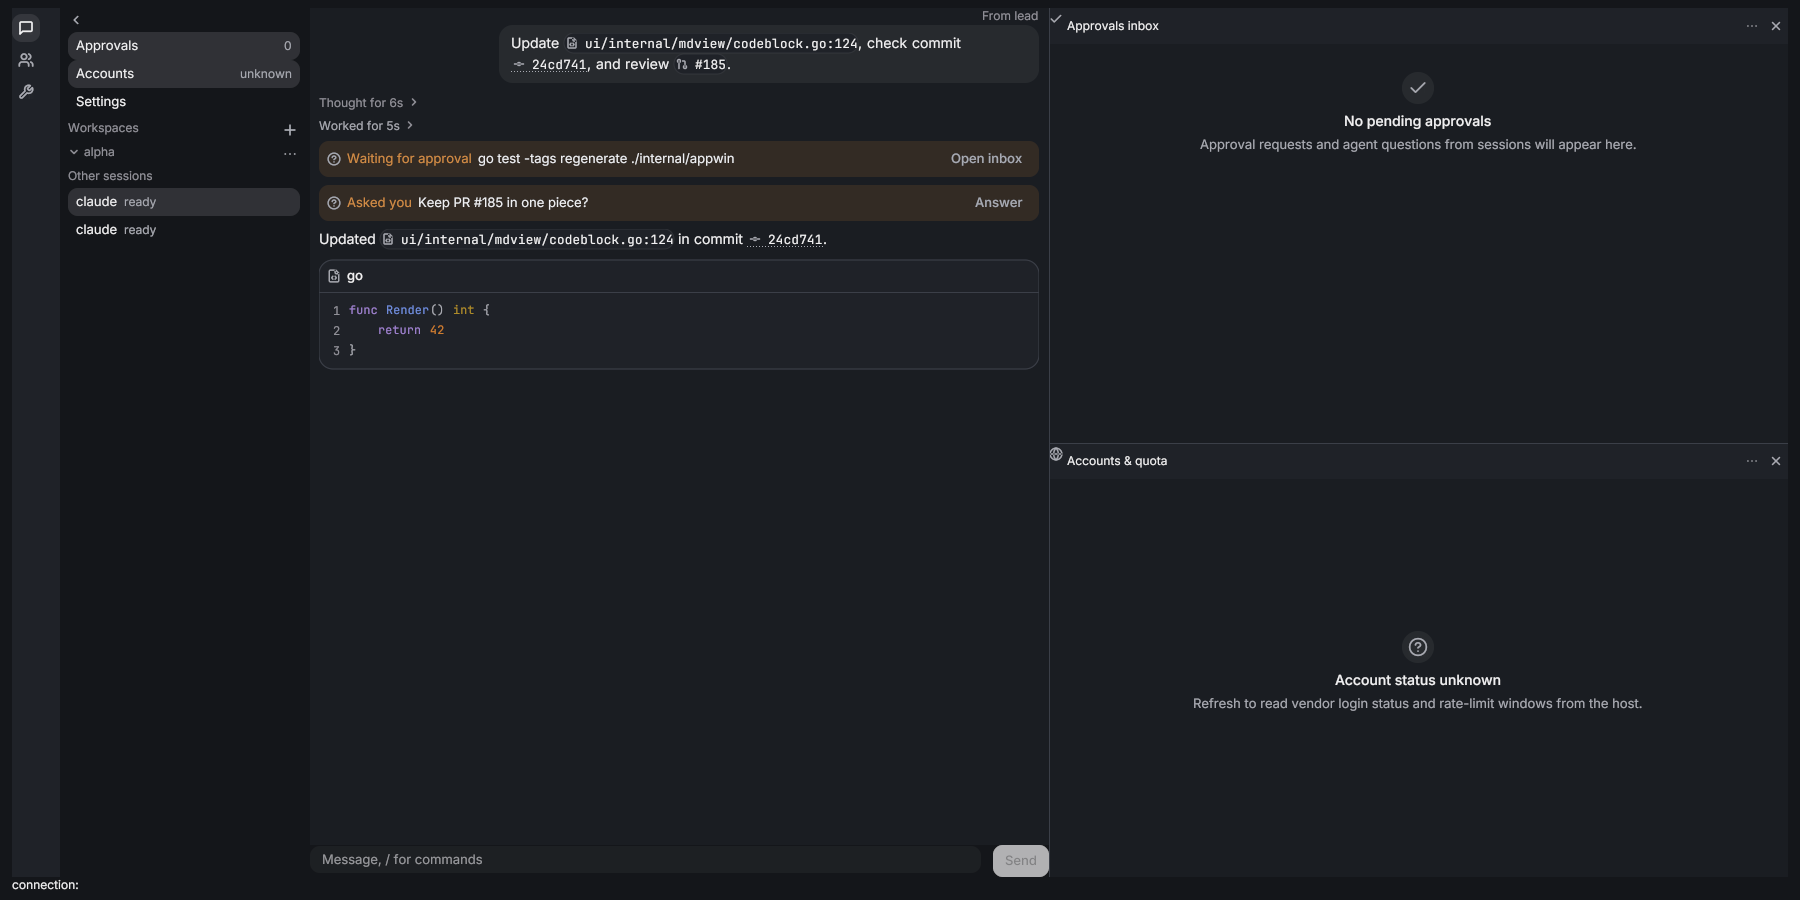 Approvals 0
Accounts unknown
Settings
Workspaces
alpha
Other sessions
claude ready
claude ready
From lead
Update ui/internal/mdview/codeblock.go:124, check commit
24cd741, and review #185.
Thought for 6s
Worked for 5s
Waiting for approval go test -tags regenerate ./internal/appwin Open inbox
Asked you Keep PR #185 in one piece? Answer
Updated ui/internal/mdview/codeblock.go:124 in commit 24cd741.
go
1 func Render() int {
2     return 42
3 }
Message, / for commands
Send
Approvals inbox
No pending approvals
Approval requests and agent questions from sessions will appear here.
Accounts & quota
Account status unknown
Refresh to read vendor login status and rate-limit windows from the host.
connection: